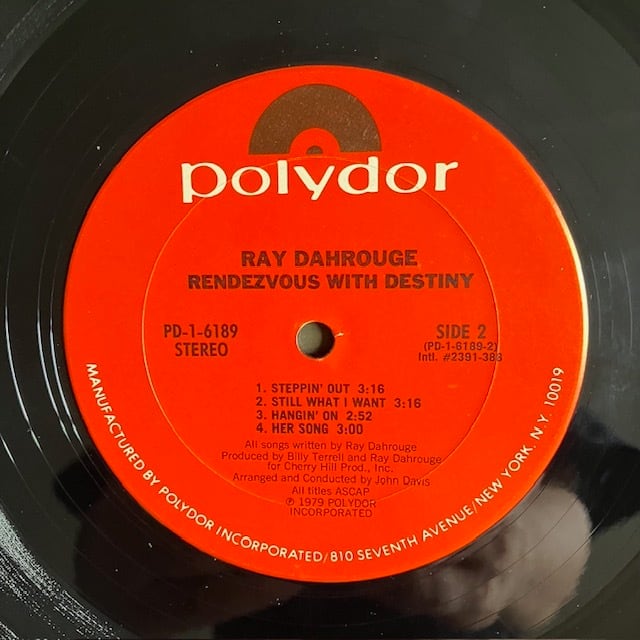 polydor
RAY DAHROUGE
RENDEZVOUS WITH DESTINY
PD-1-6189
STEREO
SIDE 2
(PD-1-6189-2)
Intl. #2391-383
1. STEPPIN' OUT 3:16
2. STILL WHAT I WANT 3:16
3. HANGIN' ON 2:52
4. HER SONG 3:00
All songs written by Ray Dahrouge
Produced by Billy Terrell and Ray Dahrouge
for Cherry Hill Prod., Inc.
Arranged and Conducted by John Davis
All titles ASCAP
℗ 1979 POLYDOR
INCORPORATED
MANUFACTURED BY POLYDOR INCORPORATED/810 SEVENTH AVENUE/NEW YORK, N.Y. 10019